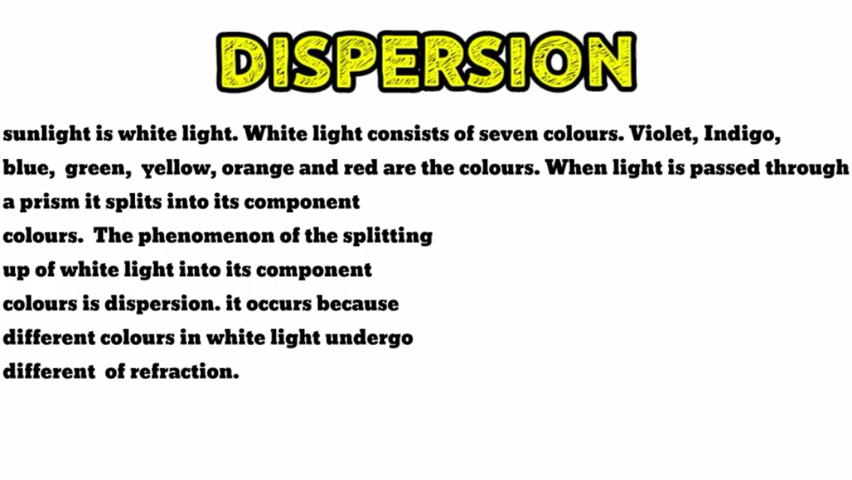 DISPERSION
sunlight is white light. White light consists of seven colours. Violet, Indigo,
blue,  green,  yellow, orange and red are the colours. When light is passed through
a prism it splits into its component
colours.  The phenomenon of the splitting
up of white light into its component
colours is dispersion. it occurs because
different colours in white light undergo
different  of refraction.